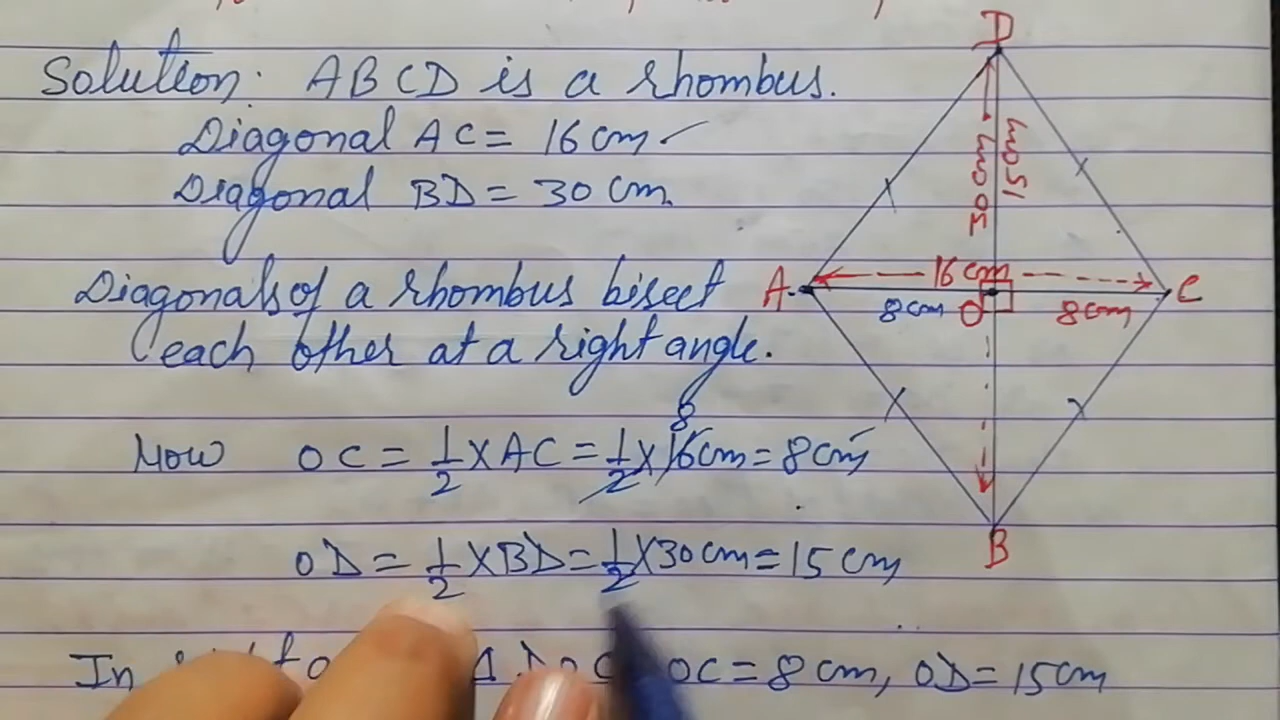 Solution: ABCD is a rhombus.
Diagonal AC = 16 cm
Diagonal BD = 30 cm
Diagonals of a rhombus bisect
each other at a right angle.
Now OC = 1/2 X AC = 1/2 X 16 cm = 8 cm
8
OD = 1/2 X BD = 1/2 X 30 cm = 15 cm
In OC = 8 cm, OD = 15 cm
D
30 cm
15 cm
A
16 cm
C
8 cm
O
8 cm
B